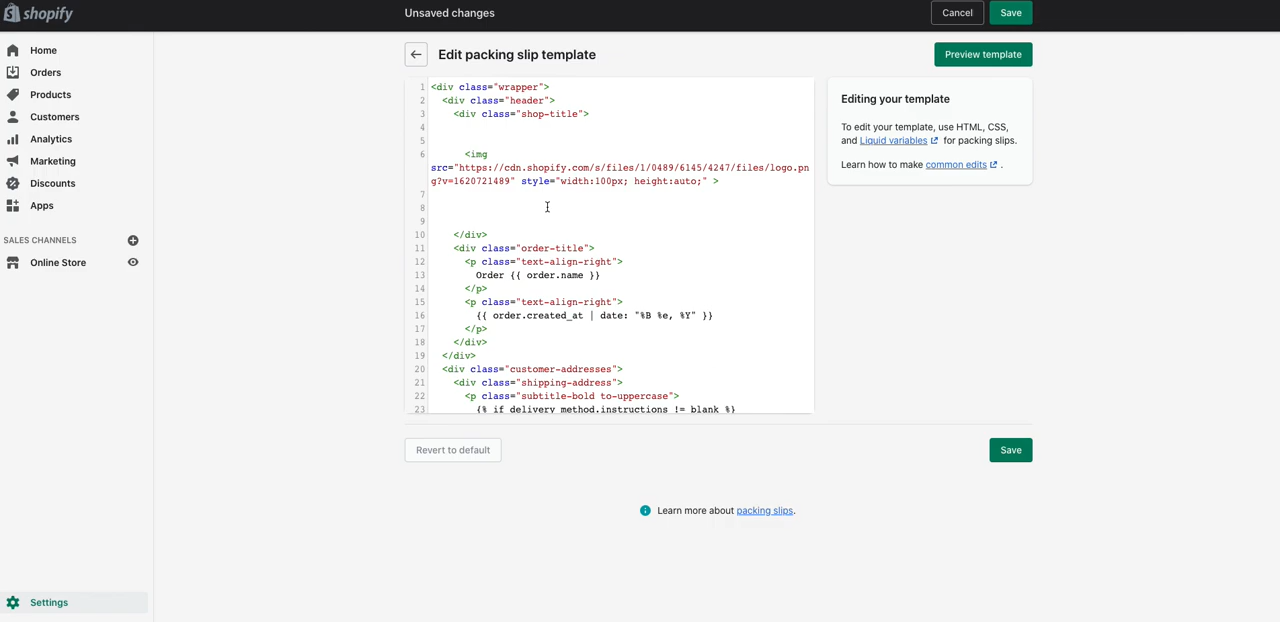 shopify
Unsaved changes
Cancel
Save
Home
Orders
Products
Customers
Analytics
Marketing
Discounts
Apps
SALES CHANNELS
Online Store
Settings
Edit packing slip template
Preview template
1 <div class="wrapper">
2 <div class="header">
3 <div class="shop-title">
4
5
6 <img
src="https://cdn.shopify.com/s/files/1/0489/6145/4247/files/logo.pn
g?v=1620721489" style="width:100px; height:auto;" >
7
8
9
10 </div>
11 <div class="order-title">
12 <p class="text-align-right">
13 Order {{ order.name }}
14 </p>
15 <p class="text-align-right">
16 {{ order.created_at | date: "%B %e, %Y" }}
17 </p>
18 </div>
19 </div>
20 <div class="customer-addresses">
21 <div class="shipping-address">
22 <p class="subtitle-bold to-uppercase">
23 {% if delivery_method.instructions != blank %}
Editing your template
To edit your template, use HTML, CSS,
and Liquid variables for packing slips.
Learn how to make common edits .
Revert to default
Save
Learn more about packing slips.